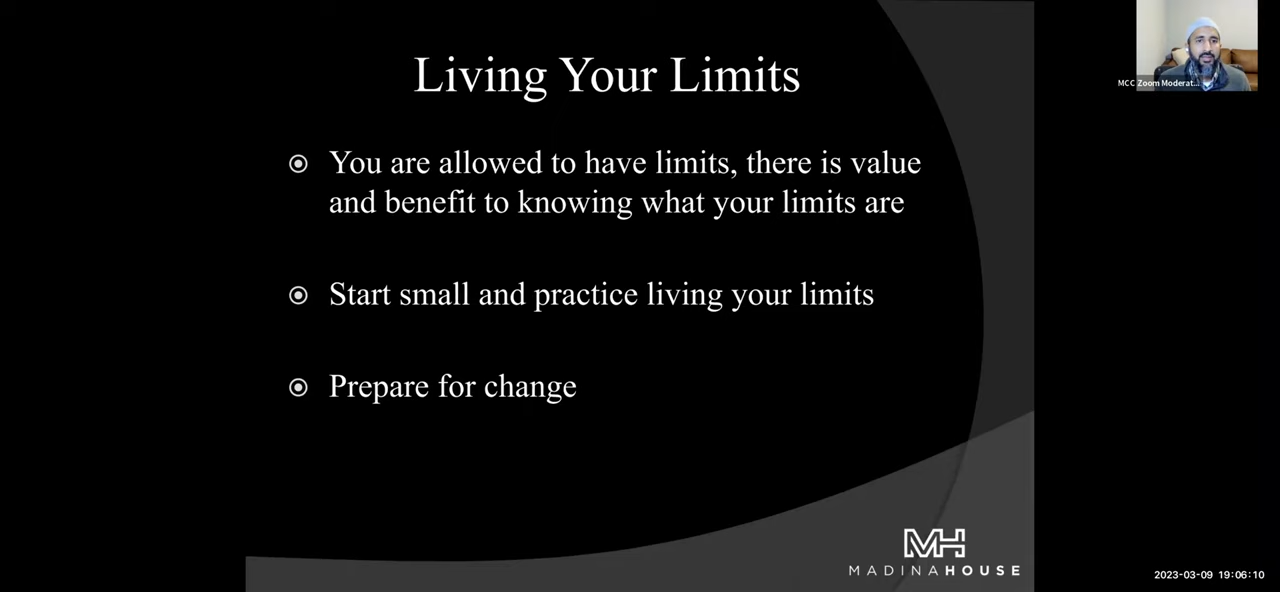 Living Your Limits
MCC Zoom Moderat...
You are allowed to have limits, there is value
and benefit to knowing what your limits are
Start small and practice living your limits
Prepare for change
MH
MADINAHOUSE
2023-03-09 19:06:10